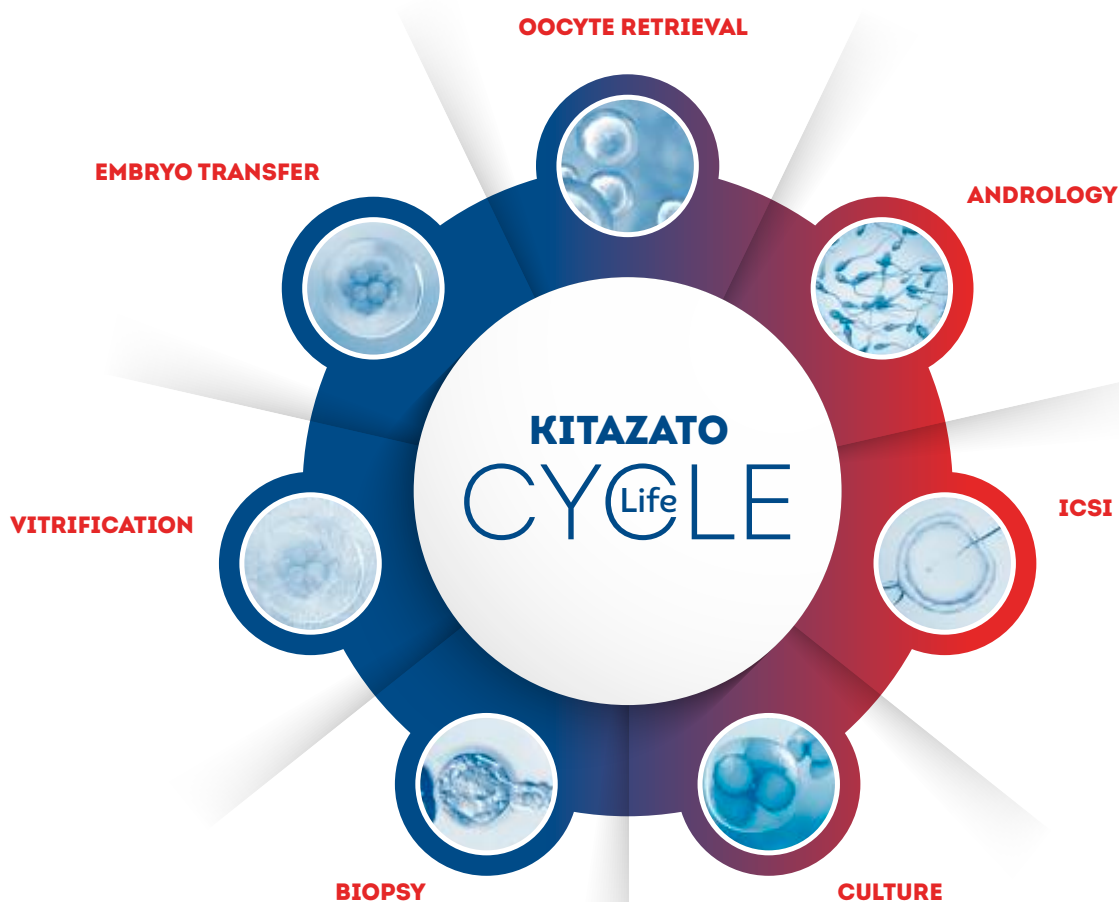 OOCYTE RETRIEVAL
EMBRYO TRANSFER
ANDROLOGY
KITAZATO
CYCLE
Life
VITRIFICATION
ICSI
BIOPSY
CULTURE